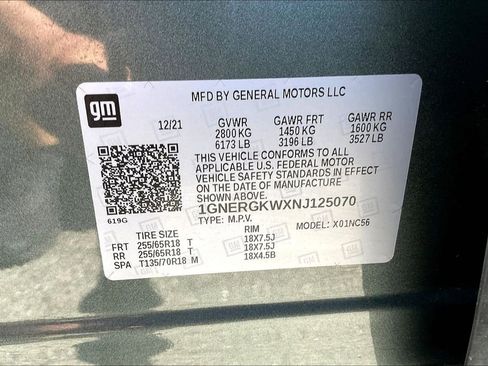 gm
MFD BY GENERAL MOTORS LLC
12/21 GVWR GAWR FRT GAWR RR
2800 KG 1450 KG 1600 KG
6173 LB 3196 LB 3527 LB
THIS VEHICLE CONFORMS TO ALL
APPLICABLE U.S. FEDERAL MOTOR
VEHICLE SAFETY STANDARDS IN EFFECT
ON THE DATE OF MANUFACTURE
SHOWN ABOVE.
619G
1GNERGKWXNJ125070
TYPE: M.P.V. MODEL: X01NC56
TIRE SIZE RIM
FRT 255/65R18 T 18X7.5J
RR 255/65R18 T 18X7.5J
SPA T135/70R18 M 18X4.5B